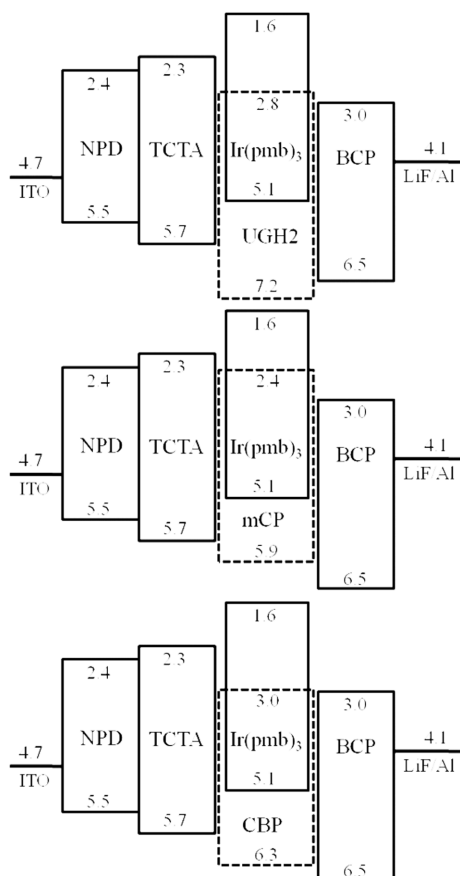 1.6
2.4 2.3 2.8 3.0
NPD TCTA Ir(pmb)3 BCP
4.7 4.1
ITO LiF/Al
5.1
5.5 5.7 UGH2
7.2 6.5
1.6
2.4 2.3 2.4 3.0
NPD TCTA Ir(pmb)3 BCP
4.7 4.1
ITO LiF/Al
5.1
5.5 5.7 mCP
5.9 6.5
1.6
2.4 2.3 3.0 3.0
NPD TCTA Ir(pmb)3 BCP
4.7 4.1
ITO LiF/Al
5.1
5.5 5.7 CBP
6.3 6.5